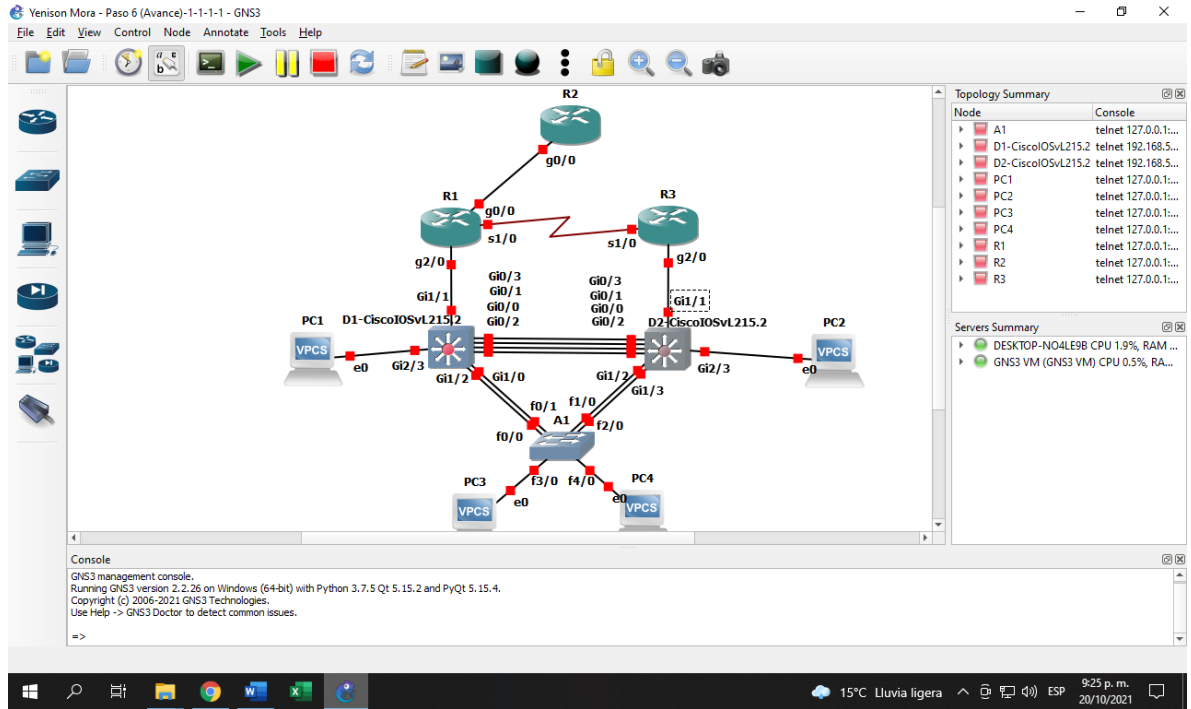 Yenison Mora - Paso 6 (Avance)-1-1-1-1 - GNS3
File Edit View Control Node Annotate Tools Help
R2
g0/0
R1
g0/0
s1/0
R3
s1/0
g2/0
g2/0
Gi0/3
Gi0/1
Gi0/0
Gi0/2
Gi0/3
Gi0/1
Gi0/0
Gi0/2
Gi1/1
Gi1/1
PC1
D1-CiscoIOSvL215.2
D2-CiscoIOSvL215.2
PC2
VPCS
e0
Gi2/3
Gi2/3
e0
VPCS
Gi1/2
Gi1/0
Gi1/2
Gi1/3
f0/1
f1/0
A1
f0/0
f2/0
PC3
f3/0
f4/0
PC4
e0
e0
VPCS
VPCS
Topology Summary
Node Console
A1 telnet 127.0.0.1:...
D1-CiscoIOSvL215.2 telnet 192.168.5...
D2-CiscoIOSvL215.2 telnet 192.168.5...
PC1 telnet 127.0.0.1:...
PC2 telnet 127.0.0.1:...
PC3 telnet 127.0.0.1:...
PC4 telnet 127.0.0.1:...
R1 telnet 127.0.0.1:...
R2 telnet 127.0.0.1:...
R3 telnet 127.0.0.1:...
Servers Summary
DESKTOP-NO4LE9B CPU 1.9%, RAM ...
GNS3 VM (GNS3 VM) CPU 0.5%, RA...
Console
GNS3 management console.
Running GNS3 version 2.2.26 on Windows (64-bit) with Python 3.7.5 Qt 5.15.2 and PyQt 5.15.4.
Copyright (c) 2006-2021 GNS3 Technologies.
Use Help -> GNS3 Doctor to detect common issues.
=>
15°C Lluvia ligera
ESP
9:25 p. m.
20/10/2021